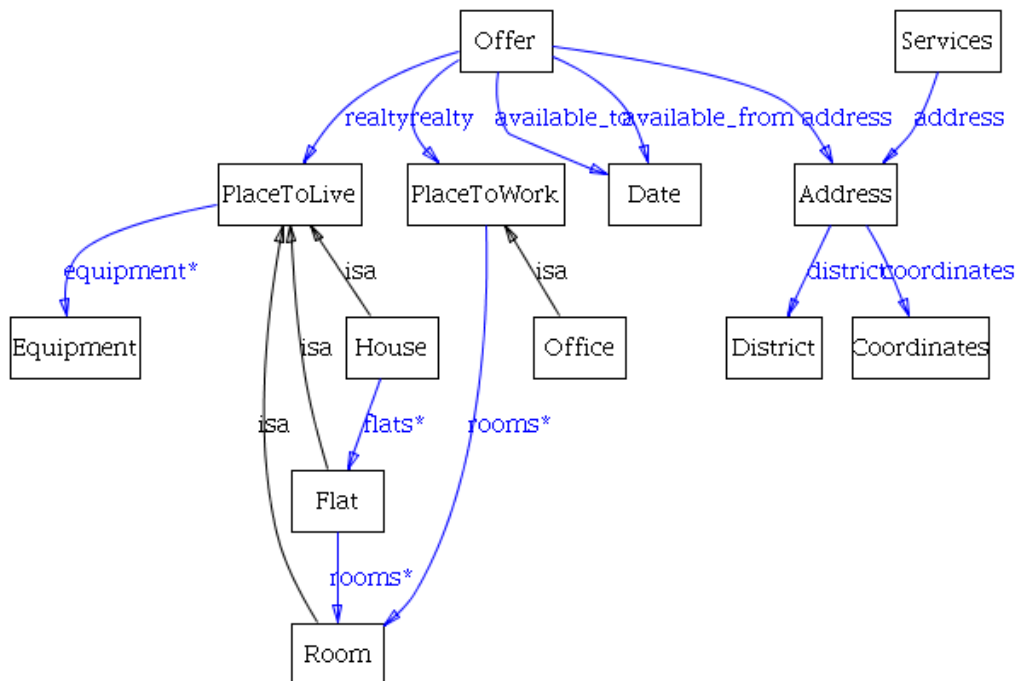 Offer
Services
realty
realty
available_to
available_from
address
address
PlaceToLive
PlaceToWork
Date
Address
equipment*
isa
isa
district
coordinates
Equipment
isa
House
Office
District
Coordinates
isa
flats*
rooms*
Flat
rooms*
Room